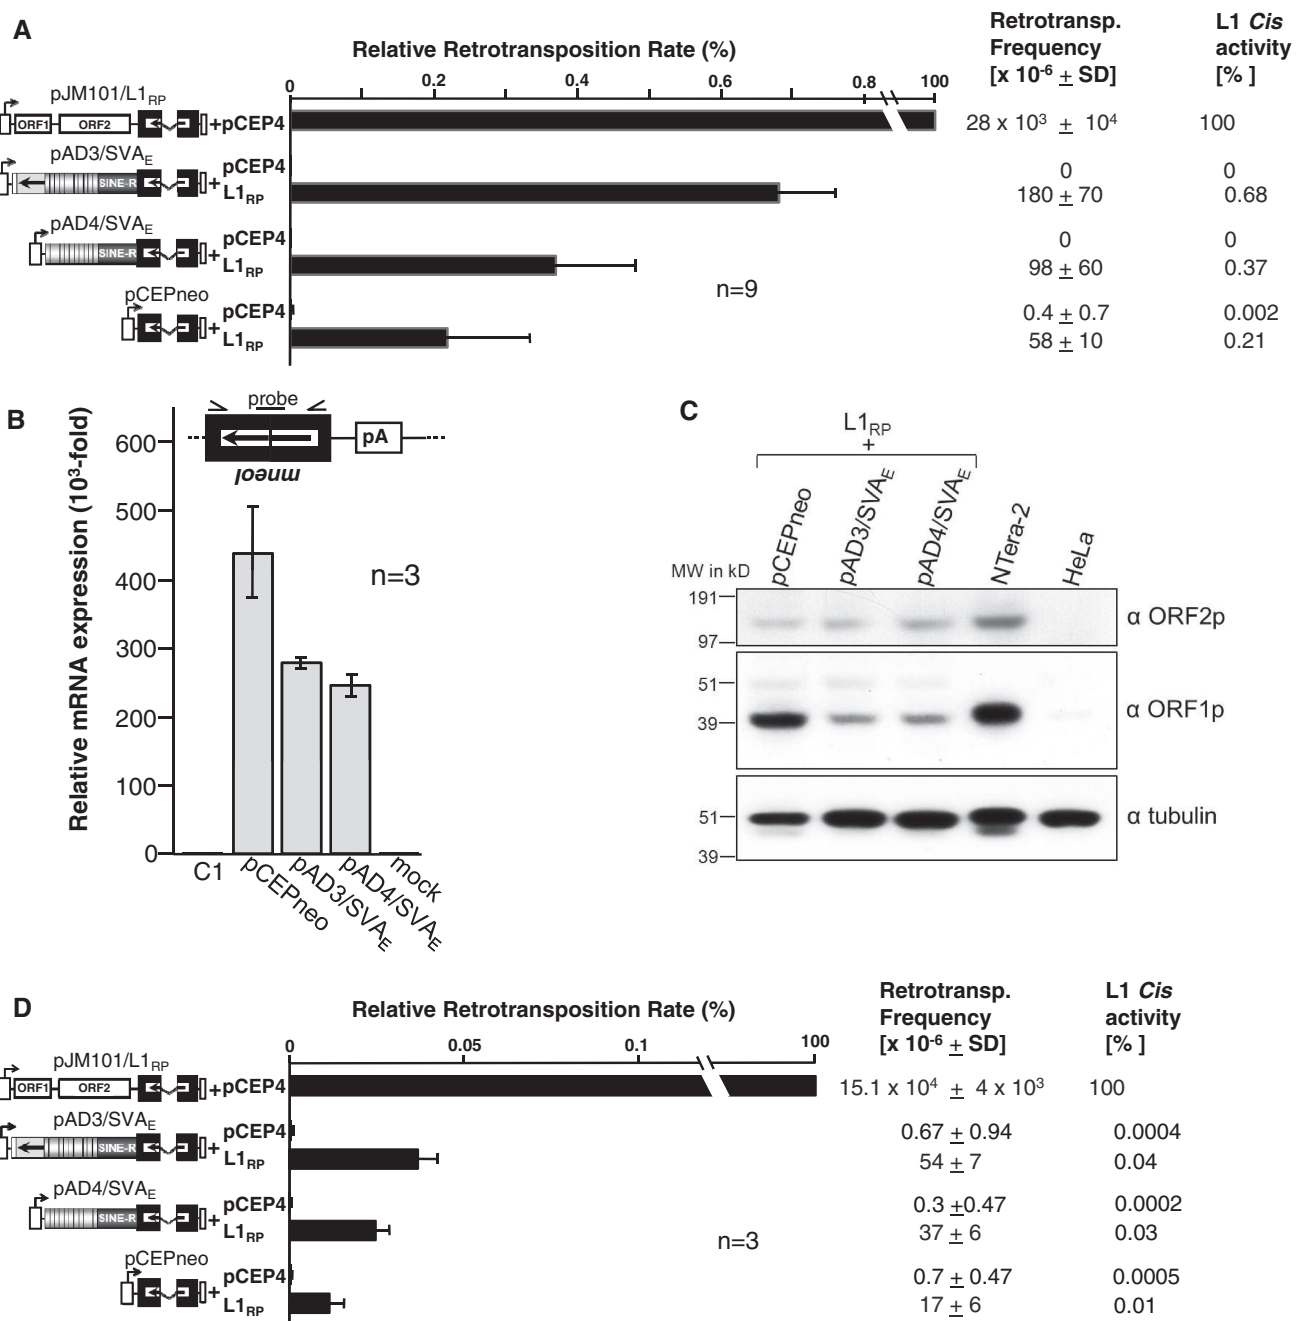 A
Relative Retrotransposition Rate (%)
Retrotransp. Frequency [x 10⁻⁶ ± SD]
L1 Cis activity [% ]
0 0.2 0.4 0.6 0.8 100
pJM101/L1RP
ORF1 ORF2 +pCEP4 28 x 10³ ± 10⁴ 100
pAD3/SVAE
pCEP4 0 0
SINE-R +
L1RP 180 ± 70 0.68
pAD4/SVAE
pCEP4 0 0
SINE-R +
L1RP 98 ± 60 0.37
n=9
pCEPneo
pCEP4 0.4 ± 0.7 0.002
+
L1RP 58 ± 10 0.21
B
Relative mRNA expression (10³-fold)
probe
pA
mneoI
600
500
400
300
200
100
0
n=3
C1 pCEPneo pAD3/SVAE pAD4/SVAE mock
C
L1RP
+
pCEPneo pAD3/SVAE pAD4/SVAE NTera-2 HeLa
MW in kD
191
97
α ORF2p
51
39
α ORF1p
51
39
α tubulin
D
Relative Retrotransposition Rate (%)
Retrotransp. Frequency [x 10⁻⁶ ± SD]
L1 Cis activity [% ]
0 0.05 0.1 100
pJM101/L1RP
ORF1 ORF2 +pCEP4 15.1 x 10⁴ ± 4 x 10³ 100
pAD3/SVAE
pCEP4 0.67 ± 0.94 0.0004
SINE-R +
L1RP 54 ± 7 0.04
pAD4/SVAE
pCEP4 0.3 ±0.47 0.0002
SINE-R +
L1RP 37 ± 6 0.03
n=3
pCEPneo
pCEP4 0.7 ± 0.47 0.0005
+
L1RP 17 ± 6 0.01